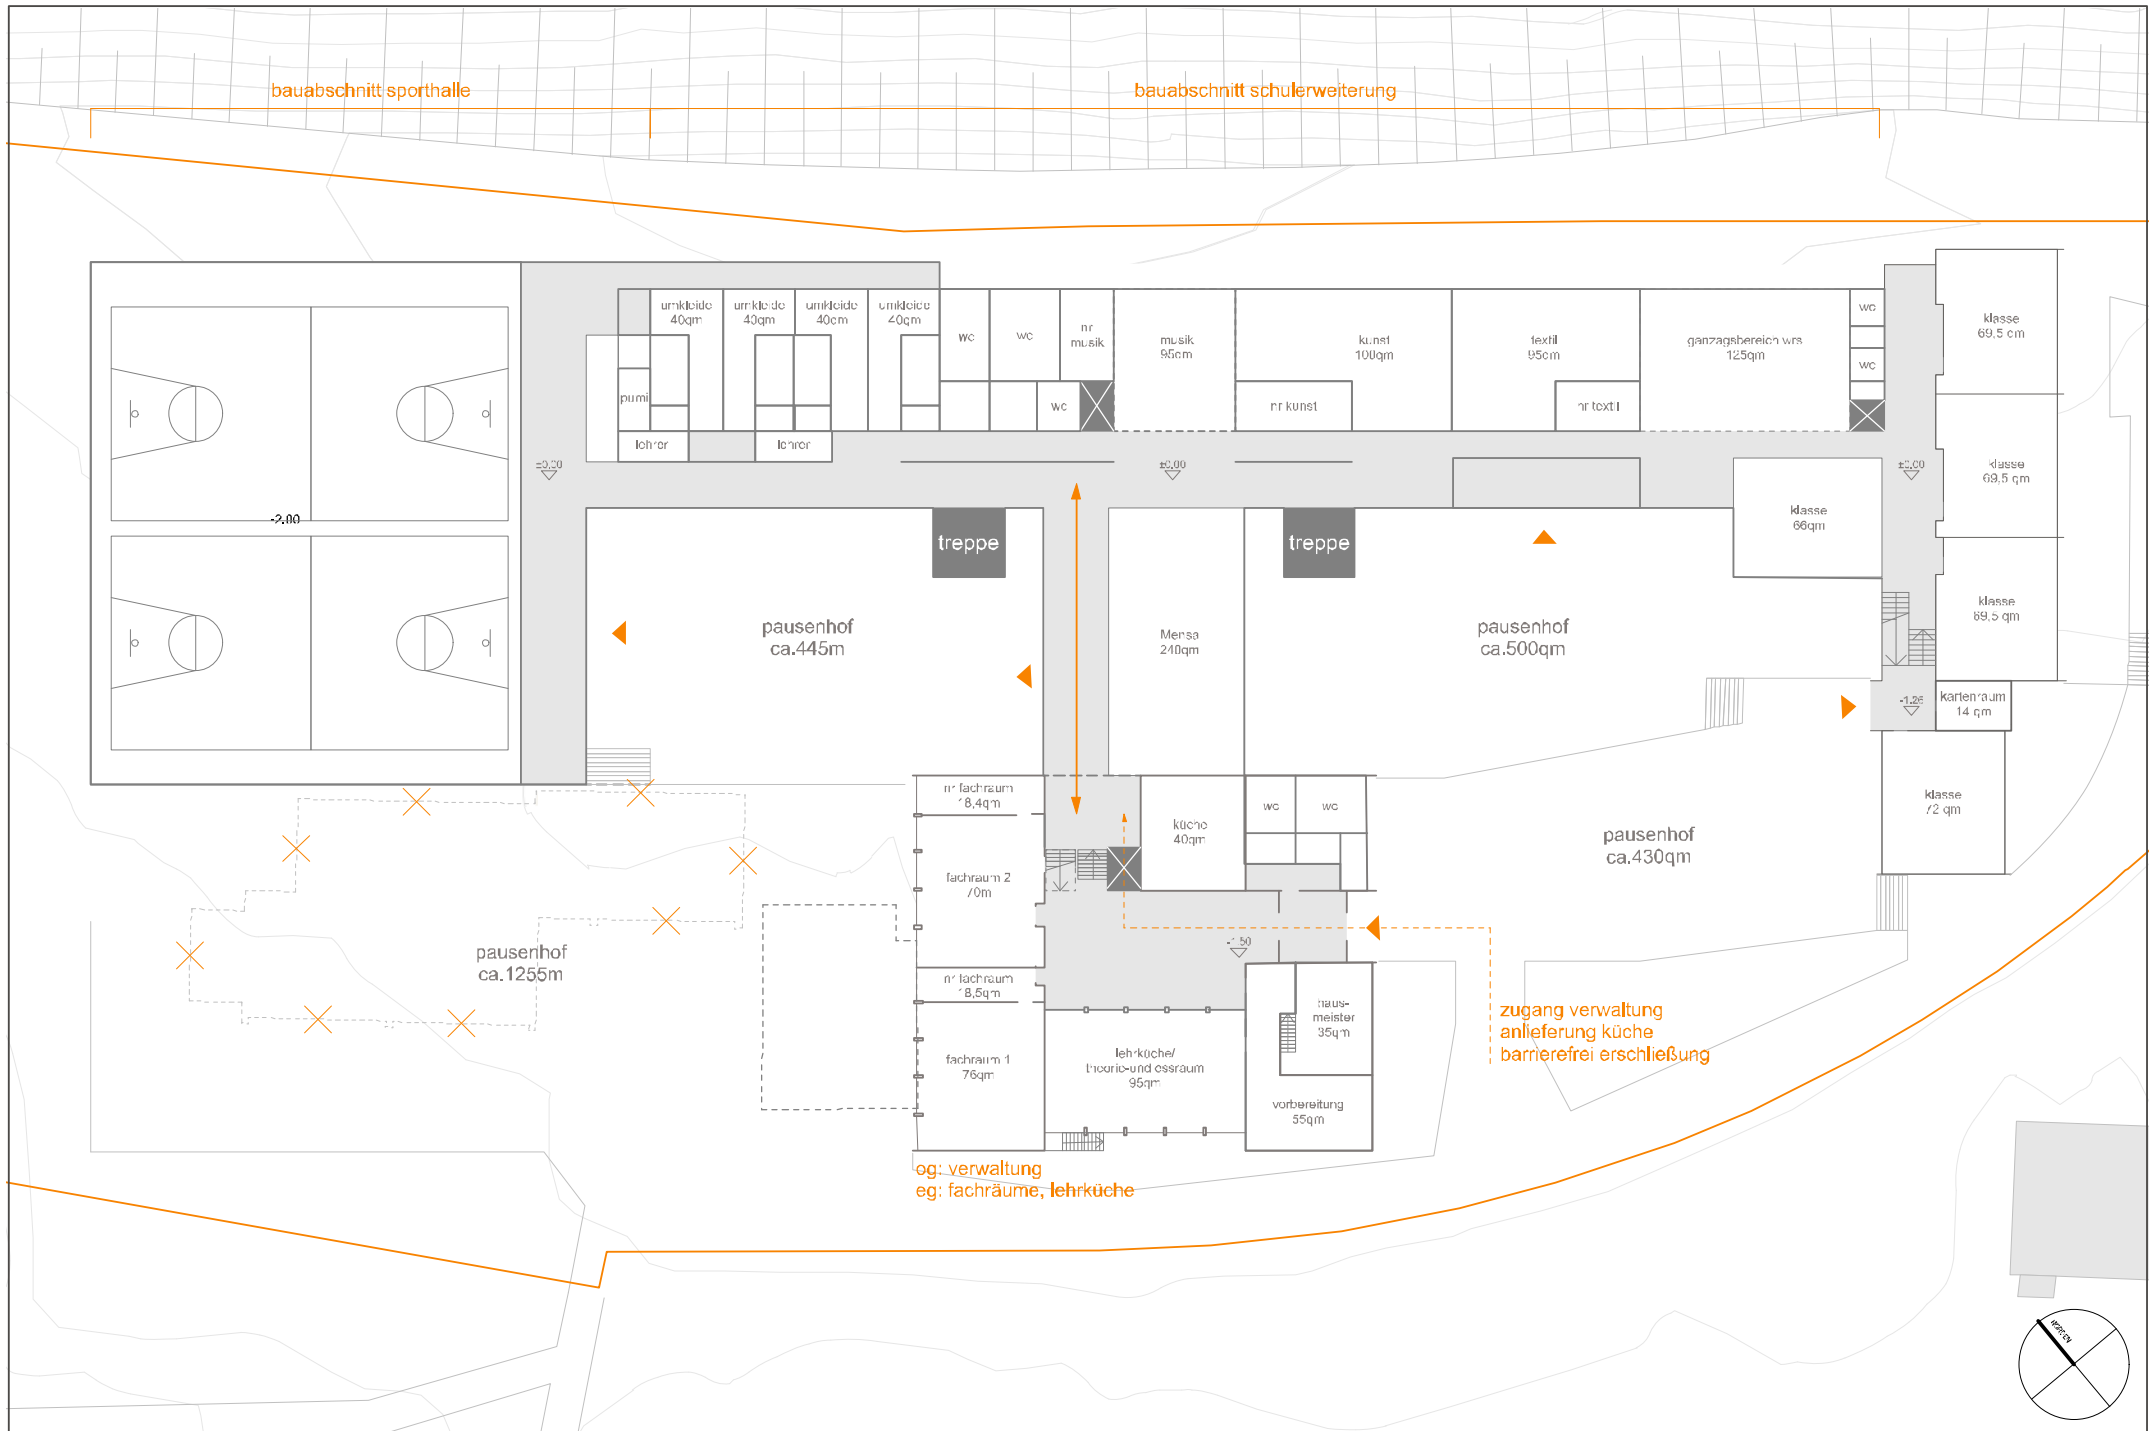 bauabschnitt sporthalle
bauabschnitt schulerweiterung
umkleide
40qm
umkleide
40qm
umkleide
40qm
umkleide
40qm
wc
wc
nr
musik
musik
95qm
kunst
100qm
textil
95qm
ganzagsbereich wrs
125qm
wc
wc
klasse
69,5 qm
pumi
wc
nr kunst
nr textil
lehrer
lehrer
±0,00
±0,00
±0,00
klasse
69,5 qm
klasse
66qm
-2,00
treppe
treppe
klasse
69,5 qm
pausenhof
ca.445m
Mensa
240qm
pausenhof
ca.500qm
-1,26
kartenraum
14 qm
nr fachraum
18,4qm
küche
40qm
wc
wc
klasse
72 qm
pausenhof
ca.430qm
fachraum 2
70m
-1,50
pausenhof
ca.1255m
nr fachraum
18,5qm
haus-
meister
35qm
zugang verwaltung
anlieferung küche
barrierefrei erschließung
fachraum 1
76qm
lehrküche/
theorie-und essraum
95qm
vorbereitung
55qm
og: verwaltung
eg: fachräume, lehrküche
NORDEN